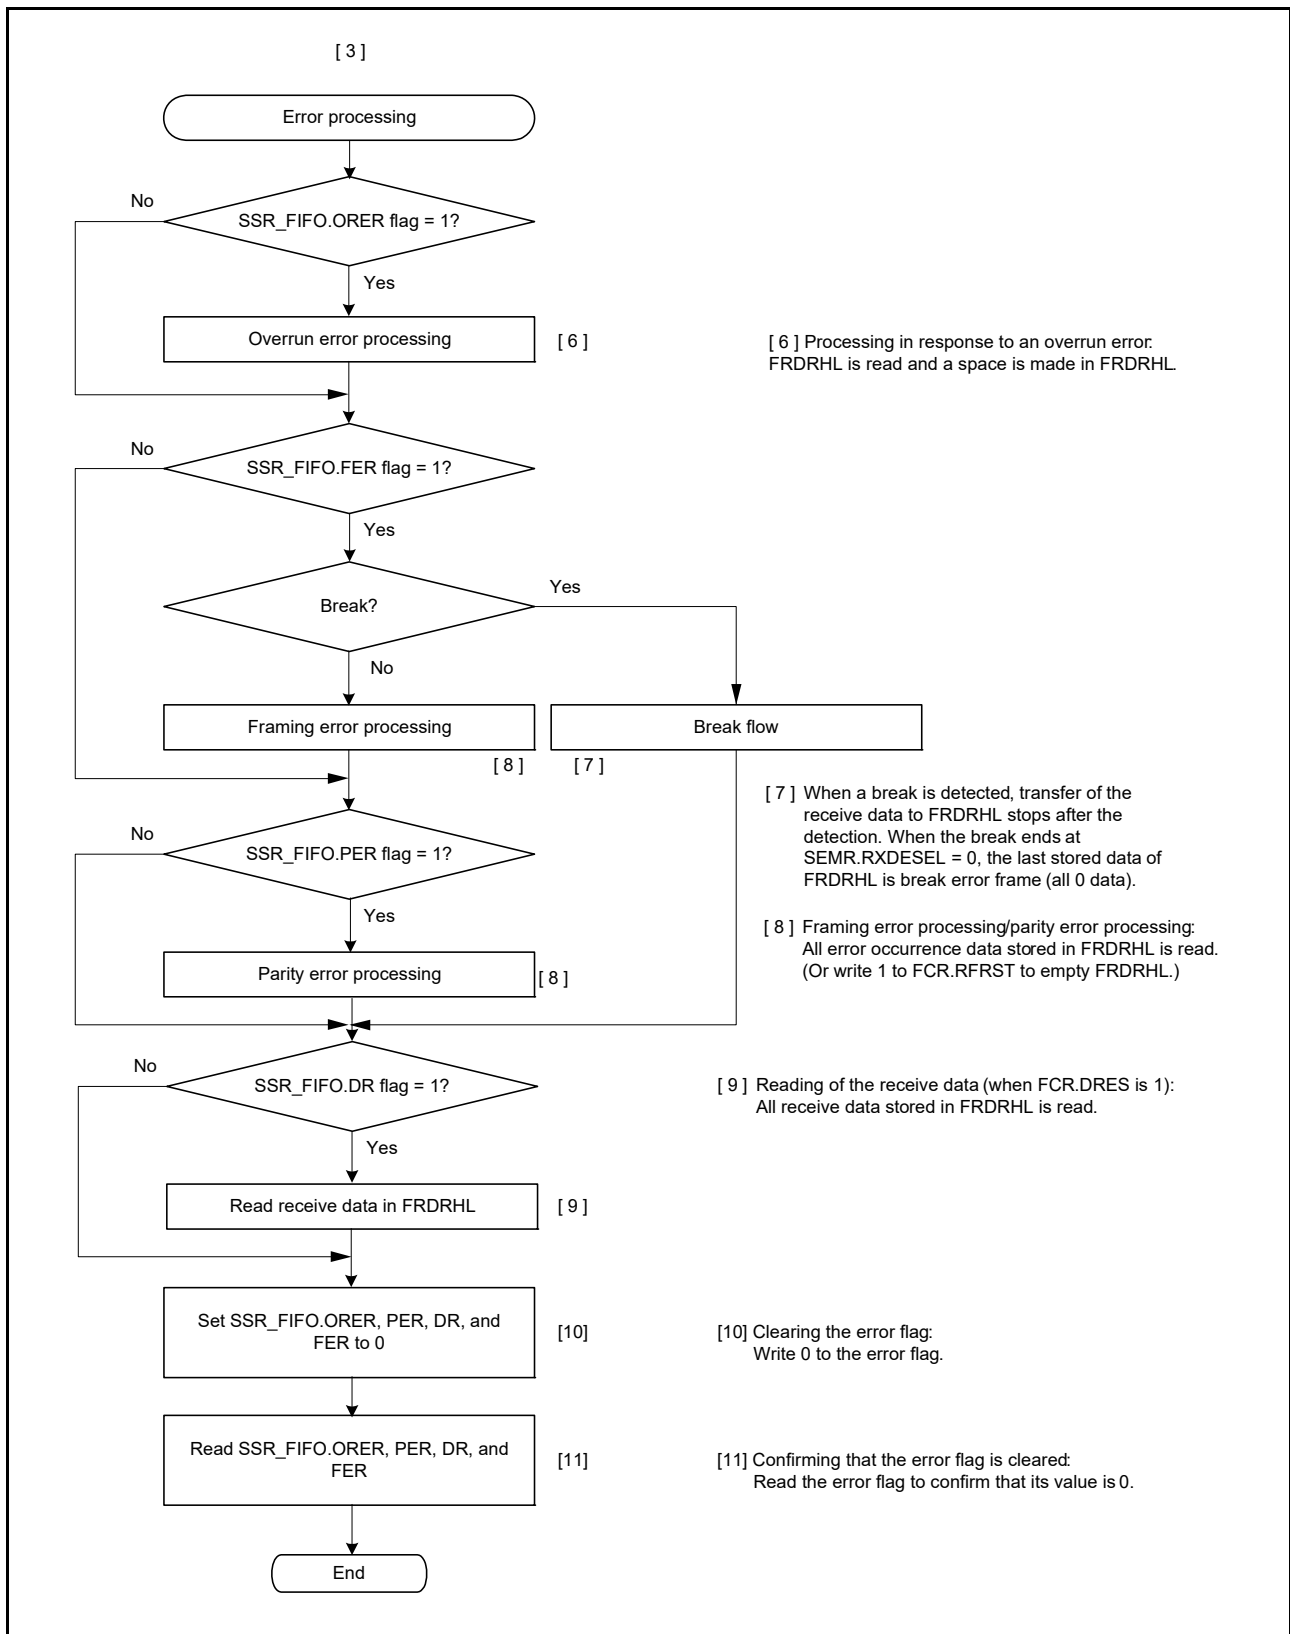 [ 3 ]
Error processing
No
SSR_FIFO.ORER flag = 1?
Yes
Overrun error processing
[ 6 ]
[ 6 ] Processing in response to an overrun error:
FRDRHL is read and a space is made in FRDRHL.
No
SSR_FIFO.FER flag = 1?
Yes
Break?
Yes
No
Framing error processing
Break flow
[ 8 ]
[ 7 ]
[ 7 ] When a break is detected, transfer of the
receive data to FRDRHL stops after the
detection. When the break ends at
SEMR.RXDESEL = 0, the last stored data of
FRDRHL is break error frame (all 0 data).
No
SSR_FIFO.PER flag = 1?
Yes
[ 8 ] Framing error processing/parity error processing:
All error occurrence data stored in FRDRHL is read.
(Or write 1 to FCR.RFRST to empty FRDRHL.)
Parity error processing
[ 8 ]
No
SSR_FIFO.DR flag = 1?
Yes
[ 9 ] Reading of the receive data (when FCR.DRES is 1):
All receive data stored in FRDRHL is read.
Read receive data in FRDRHL
[ 9 ]
Set SSR_FIFO.ORER, PER, DR, and
FER to 0
[10]
[10] Clearing the error flag:
Write 0 to the error flag.
Read SSR_FIFO.ORER, PER, DR, and
FER
[11]
[11] Confirming that the error flag is cleared:
Read the error flag to confirm that its value is 0.
End